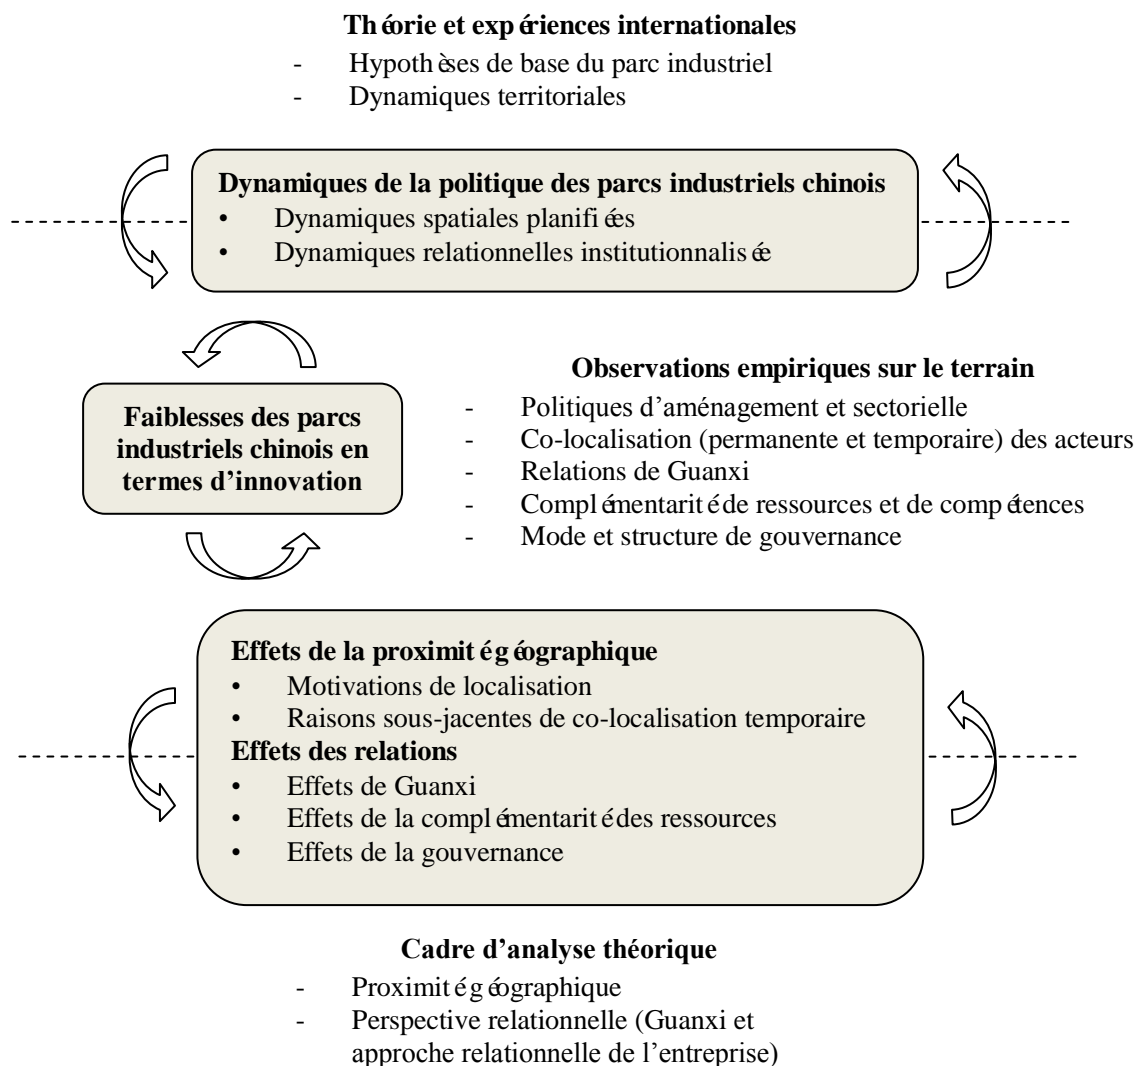 Théorie et expériences internationales
- Hypothèses de base du parc industriel
- Dynamiques territoriales
Dynamiques de la politique des parcs industriels chinois
• Dynamiques spatiales planifiées
• Dynamiques relationnelles institutionnalisée
Faiblesses des parcs
industriels chinois en
termes d'innovation
Observations empiriques sur le terrain
- Politiques d'aménagement et sectorielle
- Co-localisation (permanente et temporaire) des acteurs
- Relations de Guanxi
- Complémentarité de ressources et de compétences
- Mode et structure de gouvernance
Effets de la proximité géographique
• Motivations de localisation
• Raisons sous-jacentes de co-localisation temporaire
Effets des relations
• Effets de Guanxi
• Effets de la complémentarité des ressources
• Effets de la gouvernance
Cadre d'analyse théorique
- Proximité géographique
- Perspective relationnelle (Guanxi et
approche relationnelle de l'entreprise)